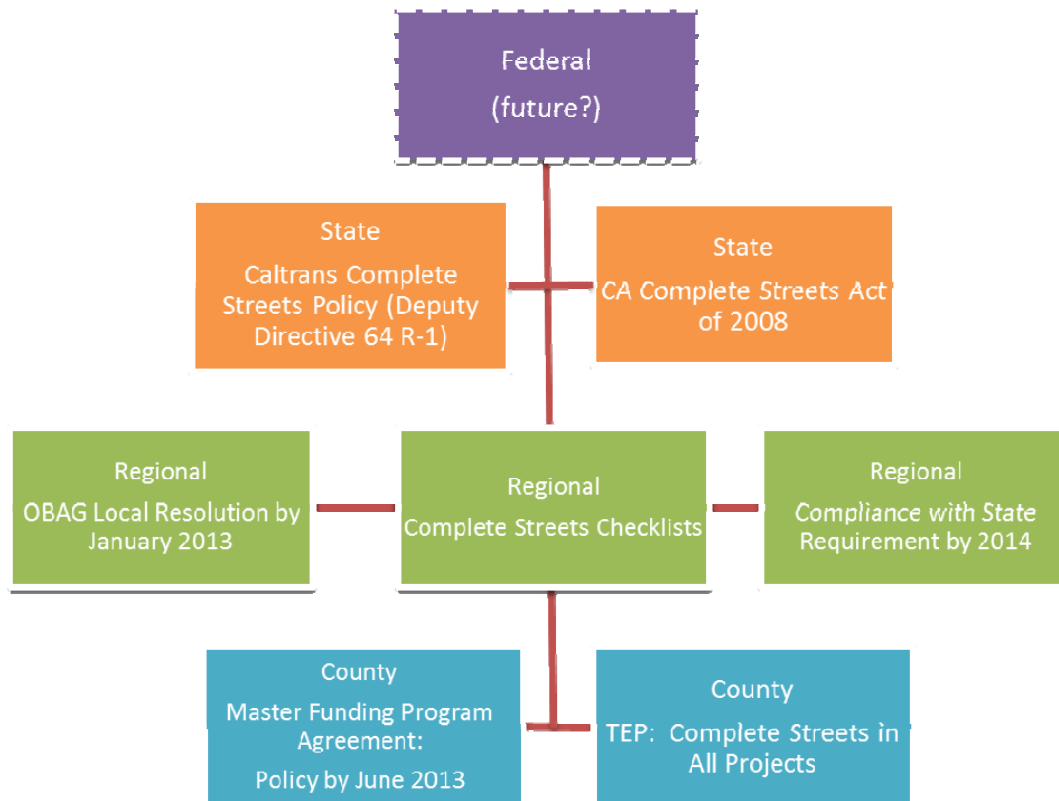 Federal
(future?)
State
Caltrans Complete
Streets Policy (Deputy
Directive 64 R-1)
State
CA Complete Streets Act
of 2008
Regional
OBAG Local Resolution by
January 2013
Regional
Complete Streets Checklists
Regional
Compliance with State
Requirement by 2014
County
Master Funding Program
Agreement:
Policy by June 2013
County
TEP: Complete Streets in
All Projects